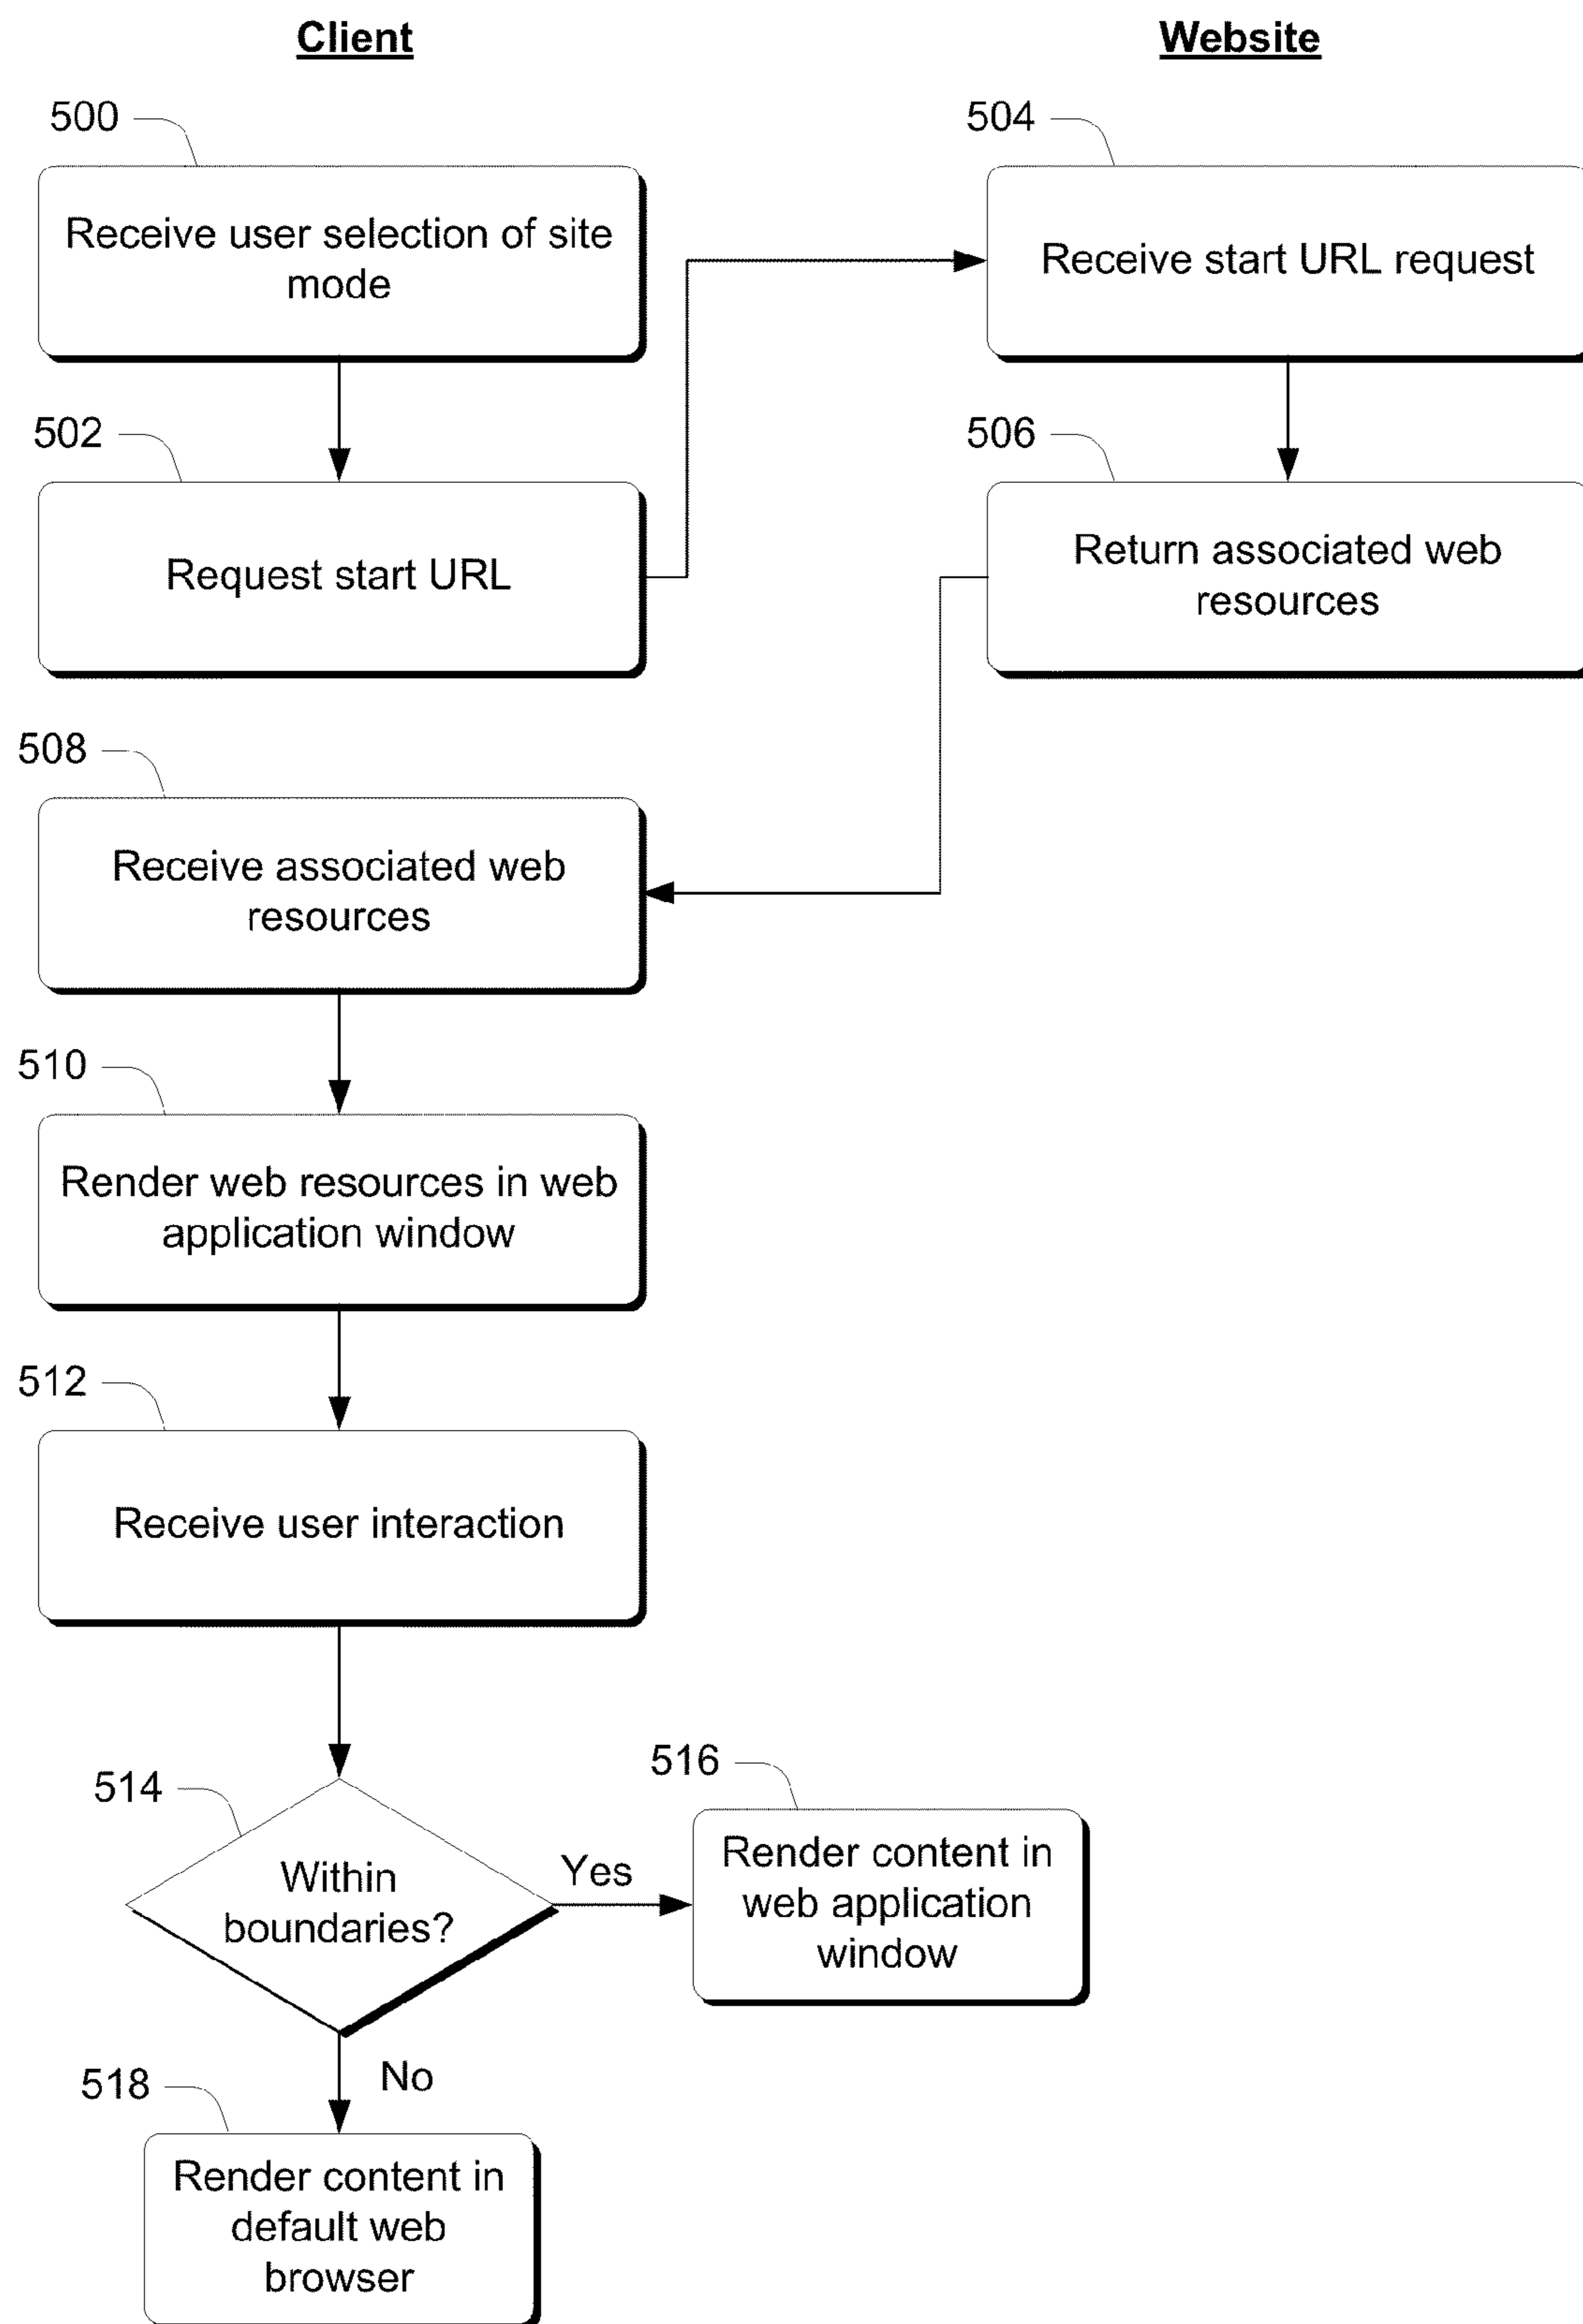 Client
Website
500
504
Receive user selection of site
mode
Receive start URL request
502
506
Request start URL
Return associated web
resources
508
Receive associated web
resources
510
Render web resources in web
application window
512
Receive user interaction
514
516
Within
boundaries?
Yes
Render content in
web application
window
No
518
Render content in
default web
browser